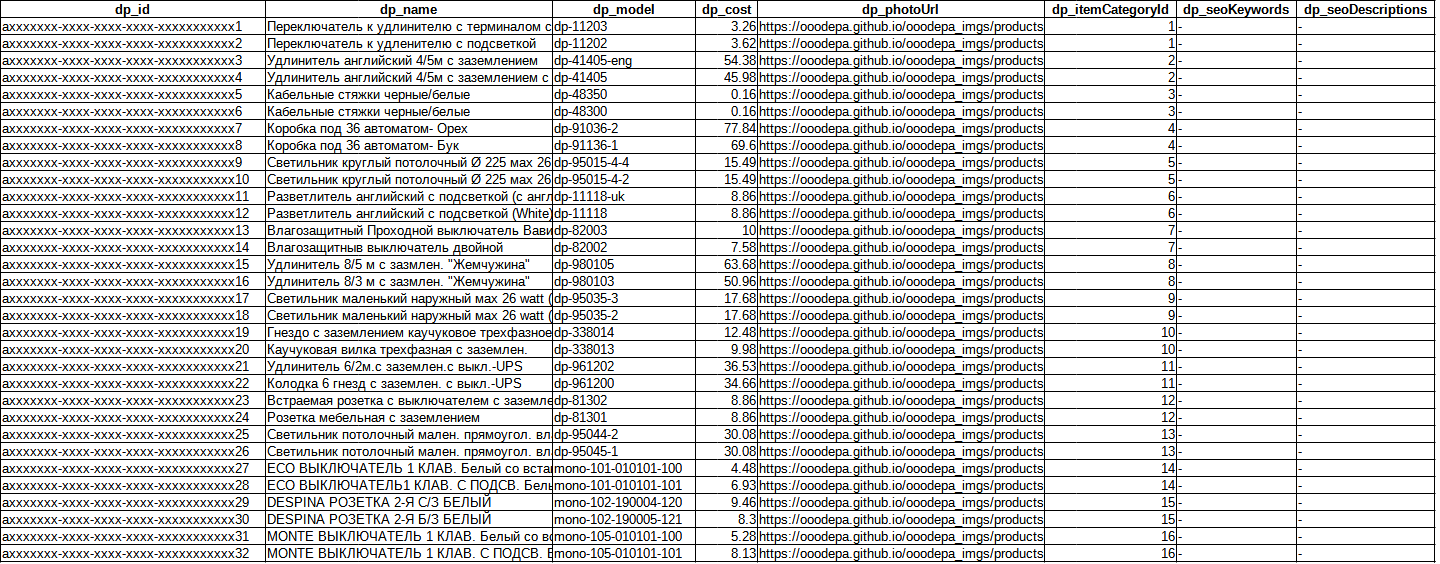 dp_id dp_name dp_model dp_cost dp_photoUrl dp_itemCategoryId dp_seoKeywords dp_seoDescriptions
axxxxxxx-xxxx-xxxx-xxxx-xxxxxxxxxxx1 Переключатель к удлинителю с терминалом с dp-11203 3.26 https://ooodepa.github.io/ooodepa_imgs/products 1 - -
axxxxxxx-xxxx-xxxx-xxxx-xxxxxxxxxxx2 Переключатель к удленителю с подсветкой dp-11202 3.62 https://ooodepa.github.io/ooodepa_imgs/products 1 - -
axxxxxxx-xxxx-xxxx-xxxx-xxxxxxxxxxx3 Удлинитель английский 4/5м с заземлением dp-41405-eng 54.38 https://ooodepa.github.io/ooodepa_imgs/products 2 - -
axxxxxxx-xxxx-xxxx-xxxx-xxxxxxxxxxx4 Удлинитель английский 4/5м с заземлением с dp-41405 45.98 https://ooodepa.github.io/ooodepa_imgs/products 2 - -
axxxxxxx-xxxx-xxxx-xxxx-xxxxxxxxxxx5 Кабельные стяжки черные/белые dp-48350 0.16 https://ooodepa.github.io/ooodepa_imgs/products 3 - -
axxxxxxx-xxxx-xxxx-xxxx-xxxxxxxxxxx6 Кабельные стяжки черные/белые dp-48300 0.16 https://ooodepa.github.io/ooodepa_imgs/products 3 - -
axxxxxxx-xxxx-xxxx-xxxx-xxxxxxxxxxx7 Коробка под 36 автоматом- Орех dp-91036-2 77.84 https://ooodepa.github.io/ooodepa_imgs/products 4 - -
axxxxxxx-xxxx-xxxx-xxxx-xxxxxxxxxxx8 Коробка под 36 автоматом- Бук dp-91136-1 69.6 https://ooodepa.github.io/ooodepa_imgs/products 4 - -
axxxxxxx-xxxx-xxxx-xxxx-xxxxxxxxxxx9 Светильник круглый потолочный Ø 225 мах 26 dp-95015-4-4 15.49 https://ooodepa.github.io/ooodepa_imgs/products 5 - -
axxxxxxx-xxxx-xxxx-xxxx-xxxxxxxxxx10 Светильник круглый потолочный Ø 225 мах 26 dp-95015-4-2 15.49 https://ooodepa.github.io/ooodepa_imgs/products 5 - -
axxxxxxx-xxxx-xxxx-xxxx-xxxxxxxxxx11 Разветлитель английский с подсветкой (с англ dp-11118-uk 8.86 https://ooodepa.github.io/ooodepa_imgs/products 6 - -
axxxxxxx-xxxx-xxxx-xxxx-xxxxxxxxxx12 Разветлитель английский с подсветкой (White) dp-11118 8.86 https://ooodepa.github.io/ooodepa_imgs/products 6 - -
axxxxxxx-xxxx-xxxx-xxxx-xxxxxxxxxx13 Влагозащитный Проходной выключатель Вави dp-82003 10 https://ooodepa.github.io/ooodepa_imgs/products 7 - -
axxxxxxx-xxxx-xxxx-xxxx-xxxxxxxxxx14 Влагозащитныв выключатель двойной dp-82002 7.58 https://ooodepa.github.io/ooodepa_imgs/products 7 - -
axxxxxxx-xxxx-xxxx-xxxx-xxxxxxxxxx15 Удлинитель 8/5 м с зазмлен. "Жемчужина" dp-980105 63.68 https://ooodepa.github.io/ooodepa_imgs/products 8 - -
axxxxxxx-xxxx-xxxx-xxxx-xxxxxxxxxx16 Удлинитель 8/3 м с зазмлен. "Жемчужина" dp-980103 50.96 https://ooodepa.github.io/ooodepa_imgs/products 8 - -
axxxxxxx-xxxx-xxxx-xxxx-xxxxxxxxxx17 Светильник маленький наружный мах 26 watt ( dp-95035-3 17.68 https://ooodepa.github.io/ooodepa_imgs/products 9 - -
axxxxxxx-xxxx-xxxx-xxxx-xxxxxxxxxx18 Светильник маленький наружный мах 26 watt ( dp-95035-2 17.68 https://ooodepa.github.io/ooodepa_imgs/products 9 - -
axxxxxxx-xxxx-xxxx-xxxx-xxxxxxxxxx19 Гнездо с заземлением каучуковое трехфазное dp-338014 12.48 https://ooodepa.github.io/ooodepa_imgs/products 10 - -
axxxxxxx-xxxx-xxxx-xxxx-xxxxxxxxxx20 Каучуковая вилка трехфазная с заземлен. dp-338013 9.98 https://ooodepa.github.io/ooodepa_imgs/products 10 - -
axxxxxxx-xxxx-xxxx-xxxx-xxxxxxxxxx21 Удлинитель 6/2м.с заземлен.с выкл.-UPS dp-961202 36.53 https://ooodepa.github.io/ooodepa_imgs/products 11 - -
axxxxxxx-xxxx-xxxx-xxxx-xxxxxxxxxx22 Колодка 6 гнезд с заземлен.с выкл.-UPS dp-961200 34.66 https://ooodepa.github.io/ooodepa_imgs/products 11 - -
axxxxxxx-xxxx-xxxx-xxxx-xxxxxxxxxx23 Встраемая розетка с выключателем с заземле dp-81302 8.86 https://ooodepa.github.io/ooodepa_imgs/products 12 - -
axxxxxxx-xxxx-xxxx-xxxx-xxxxxxxxxx24 Розетка мебельная с заземлением dp-81301 8.86 https://ooodepa.github.io/ooodepa_imgs/products 12 - -
axxxxxxx-xxxx-xxxx-xxxx-xxxxxxxxxx25 Светильник потолочный мален. прямоугол. вл dp-95044-2 30.08 https://ooodepa.github.io/ooodepa_imgs/products 13 - -
axxxxxxx-xxxx-xxxx-xxxx-xxxxxxxxxx26 Светильник потолочный мален. прямоугол. вл dp-95045-1 30.08 https://ooodepa.github.io/ooodepa_imgs/products 13 - -
axxxxxxx-xxxx-xxxx-xxxx-xxxxxxxxxx27 ECO ВЫКЛЮЧАТЕЛЬ 1 КЛАВ. Белый со вста mono-101-010101-100 4.48 https://ooodepa.github.io/ooodepa_imgs/products 14 - -
axxxxxxx-xxxx-xxxx-xxxx-xxxxxxxxxx28 ECO ВЫКЛЮЧАТЕЛЬ1 КЛАВ. С ПОДСВ. Белы mono-101-010101-101 6.93 https://ooodepa.github.io/ooodepa_imgs/products 14 - -
axxxxxxx-xxxx-xxxx-xxxx-xxxxxxxxxx29 DESPINA РОЗЕТКА 2-Я С/З БЕЛЫЙ mono-102-190004-120 9.46 https://ooodepa.github.io/ooodepa_imgs/products 15 - -
axxxxxxx-xxxx-xxxx-xxxx-xxxxxxxxxx30 DESPINA РОЗЕТКА 2-Я Б/З БЕЛЫЙ mono-102-190005-121 8.3 https://ooodepa.github.io/ooodepa_imgs/products 15 - -
axxxxxxx-xxxx-xxxx-xxxx-xxxxxxxxxx31 MONTE ВЫКЛЮЧАТЕЛЬ 1 КЛАВ. Белый со вс mono-105-010101-100 5.28 https://ooodepa.github.io/ooodepa_imgs/products 16 - -
axxxxxxx-xxxx-xxxx-xxxx-xxxxxxxxxx32 MONTE ВЫКЛЮЧАТЕЛЬ 1 КЛАВ. С ПОДСВ. Б mono-105-010101-101 8.13 https://ooodepa.github.io/ooodepa_imgs/products 16 - -